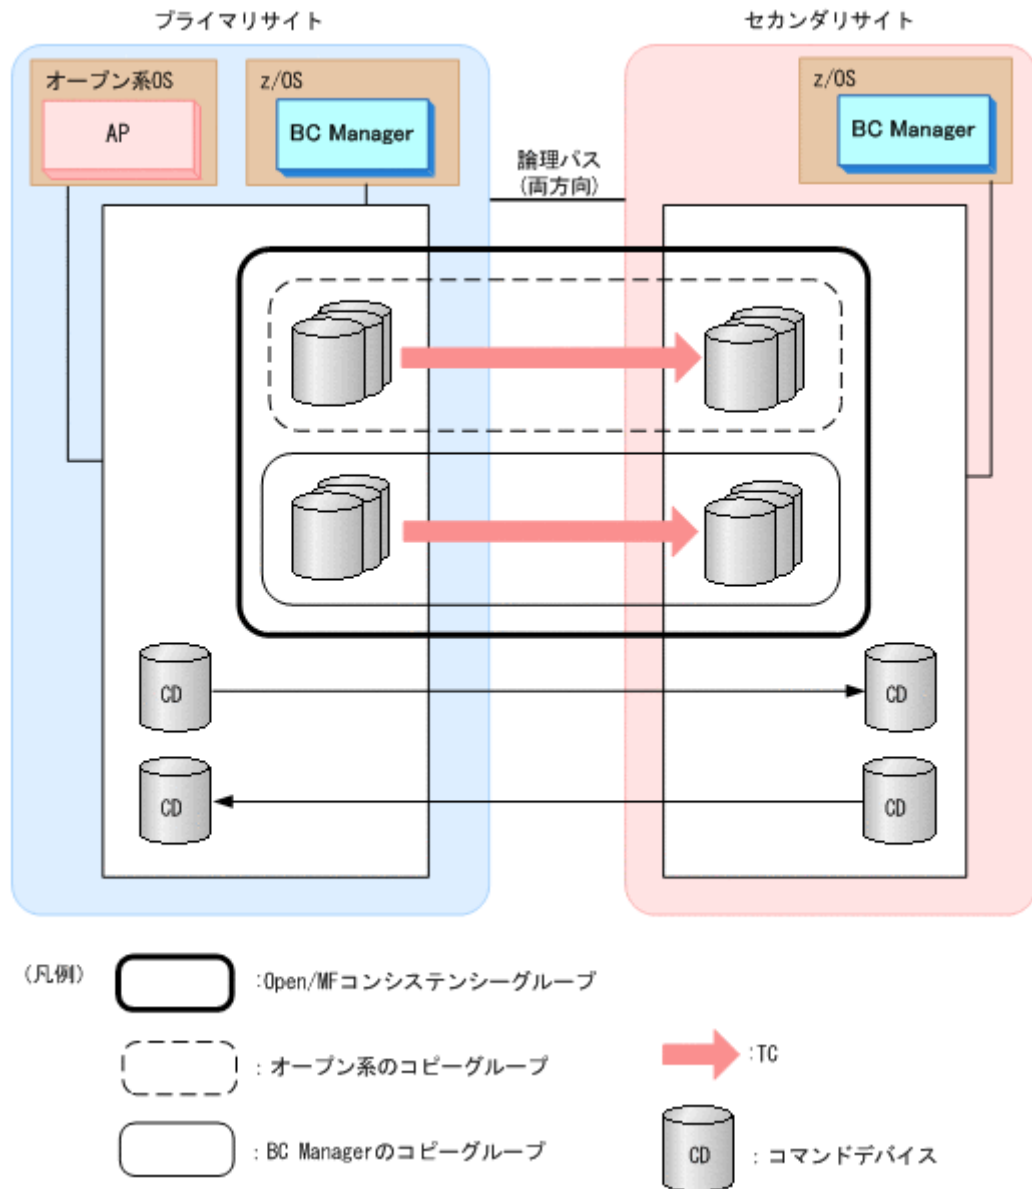 プライマリサイト
セカンダリサイト
オープン系OS
AP
z/OS
BC Manager
z/OS
BC Manager
論理パス
(両方向)
CD
CD
CD
CD
(凡例)
:Open/MFコンシステンシーグループ
: オープン系のコピーグループ
:TC
: BC Managerのコピーグループ
CD
: コマンドデバイス